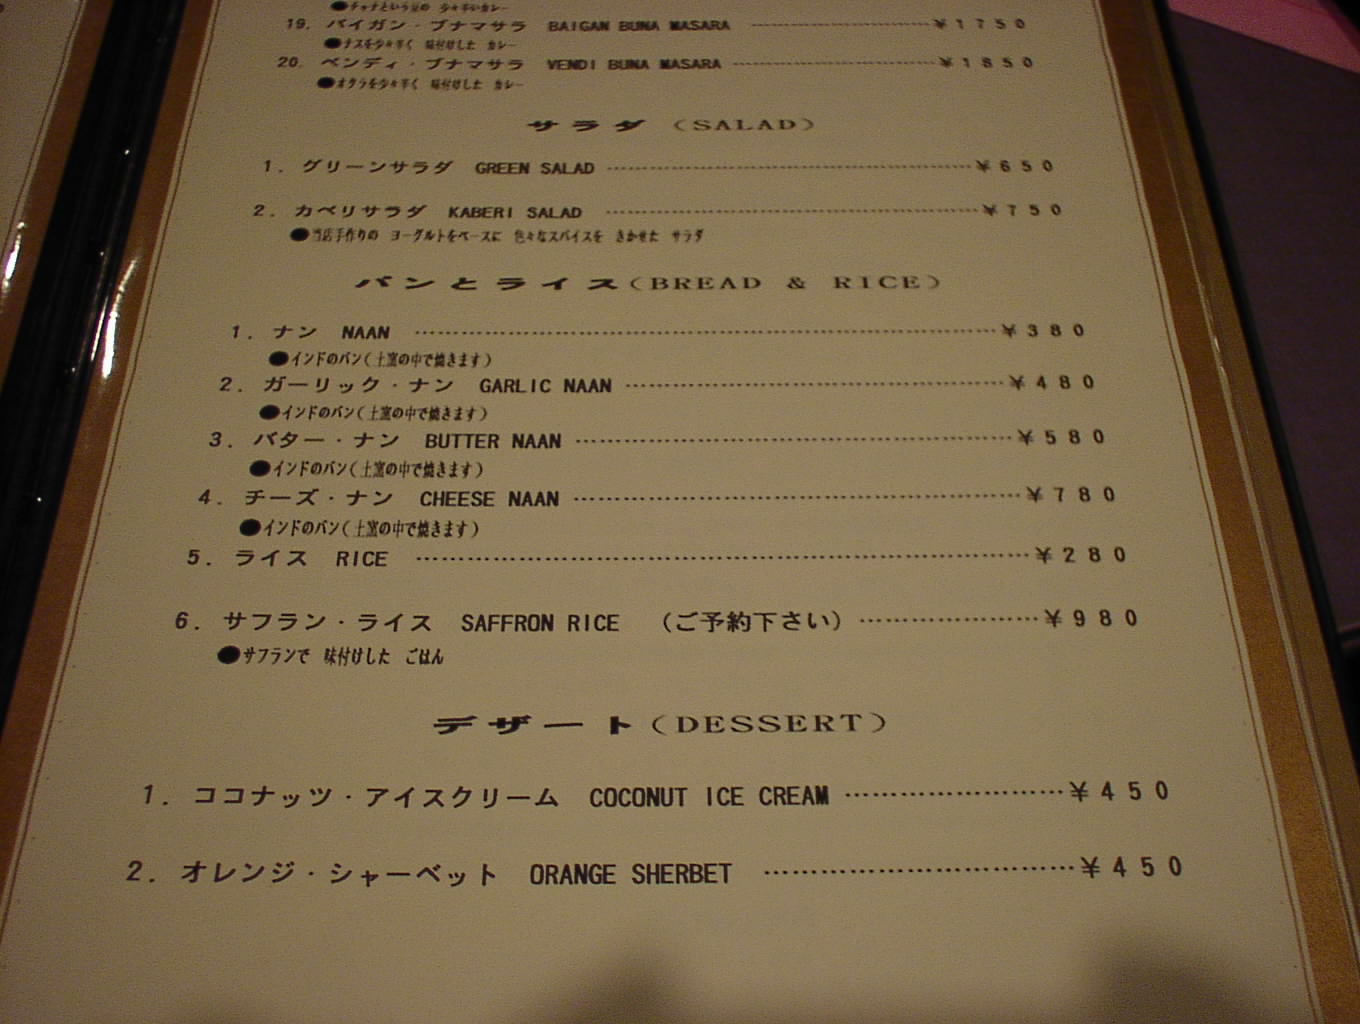 ●チャナという豆の 少々辛いカレー
19. バイガン・ブナマサラ BAIGAN BUNA MASARA ¥1750
●ナスを少々辛く 味付けした カレー
20. ベンディ・ブナマサラ VENDI BUNA MASARA ¥1850
●オクラを少々辛く 味付けした カレー
サラダ (SALAD)
1. グリーンサラダ GREEN SALAD ¥650
2. カベリサラダ KABERI SALAD ¥750
●当店手作りの ヨーグルトをベースに 色々なスパイスを きかせた サラダ
パンとライス(BREAD & RICE)
1. ナン NAAN ¥380
●インドのパン(土窯の中で焼きます)
2. ガーリック・ナン GARLIC NAAN ¥480
●インドのパン(土窯の中で焼きます)
3. バター・ナン BUTTER NAAN ¥580
●インドのパン(土窯の中で焼きます)
4. チーズ・ナン CHEESE NAAN ¥780
●インドのパン(土窯の中で焼きます)
5. ライス RICE ¥280
6. サフラン・ライス SAFFRON RICE (ご予約下さい) ¥980
●サフランで 味付けした ごはん
デザート(DESSERT)
1. ココナッツ・アイスクリーム COCONUT ICE CREAM ¥450
2. オレンジ・シャーベット ORANGE SHERBET ¥450